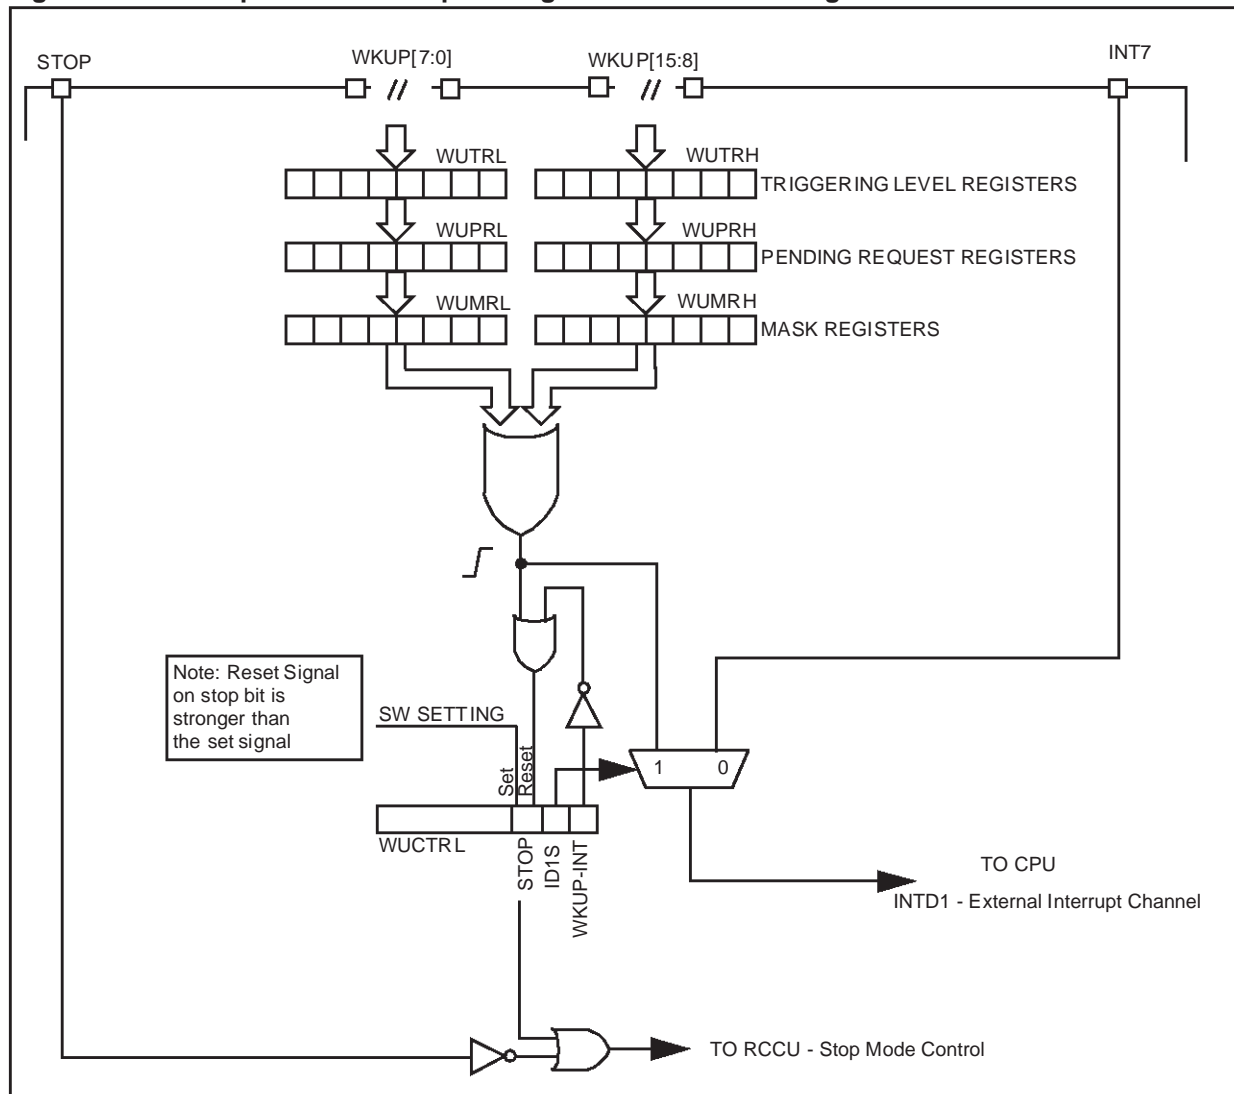 STOP
WKUP[7:0]
WKUP[15:8]
INT7
WUTRL
WUTRH
TRIGGERING LEVEL REGISTERS
WUPRL
WUPRH
PENDING REQUEST REGISTERS
WUMRL
WUMRH
MASK REGISTERS
Note: Reset Signal
on stop bit is
stronger than
the set signal
SW SETTING
Set
Reset
1
0
WUCTRL
STOP
ID1S
WKUP-INT
TO CPU
INTD1 - External Interrupt Channel
TO RCCU - Stop Mode Control